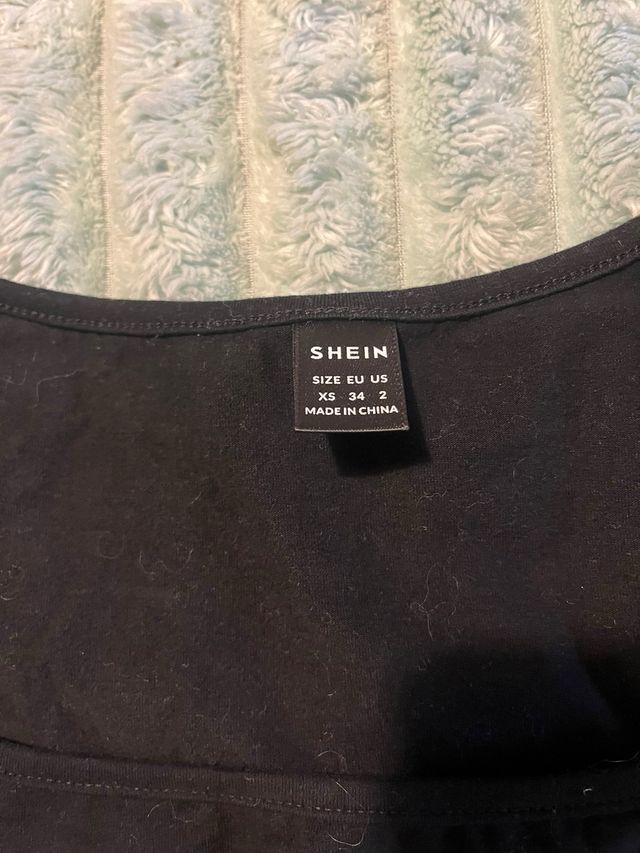 SHEIN
SIZE EU US
XS 34 2
MADE IN CHINA